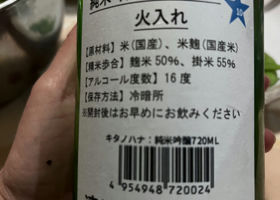 純米
火入れ
【原材料】米(国産)、米麹(国産米)
【精米歩合】麹米50%、掛米55%
【アルコール度数】16度
【保存方法】冷暗所
※開封後はお早めにお飲みください
キタノハナ:純米吟醸720ML
4 954948 720024